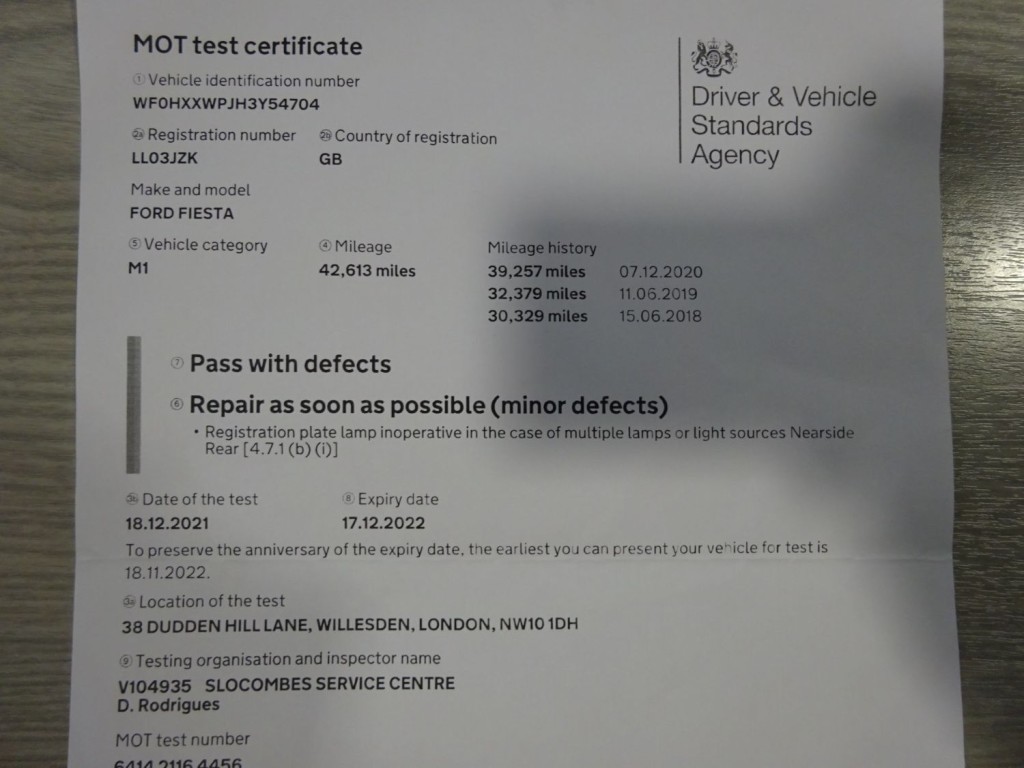 MOT test certificate
① Vehicle identification number
WF0HXXWPJH3Y54704
Driver & Vehicle
Standards
Agency
2a Registration number 2b Country of registration
LL03JZK GB
Make and model
FORD FIESTA
⑤ Vehicle category ④ Mileage Mileage history
M1 42,613 miles 39,257 miles 07.12.2020
32,379 miles 11.06.2019
30,329 miles 15.06.2018
⑦ Pass with defects
⑥ Repair as soon as possible (minor defects)
• Registration plate lamp inoperative in the case of multiple lamps or light sources Nearside
Rear [4.7.1 (b) (i)]
3b Date of the test ⑧ Expiry date
18.12.2021 17.12.2022
To preserve the anniversary of the expiry date, the earliest you can present your vehicle for test is
18.11.2022.
3a Location of the test
38 DUDDEN HILL LANE, WILLESDEN, LONDON, NW10 1DH
⑨ Testing organisation and inspector name
V104935 SLOCOMBES SERVICE CENTRE
D. Rodrigues
MOT test number
6414 2116 4456